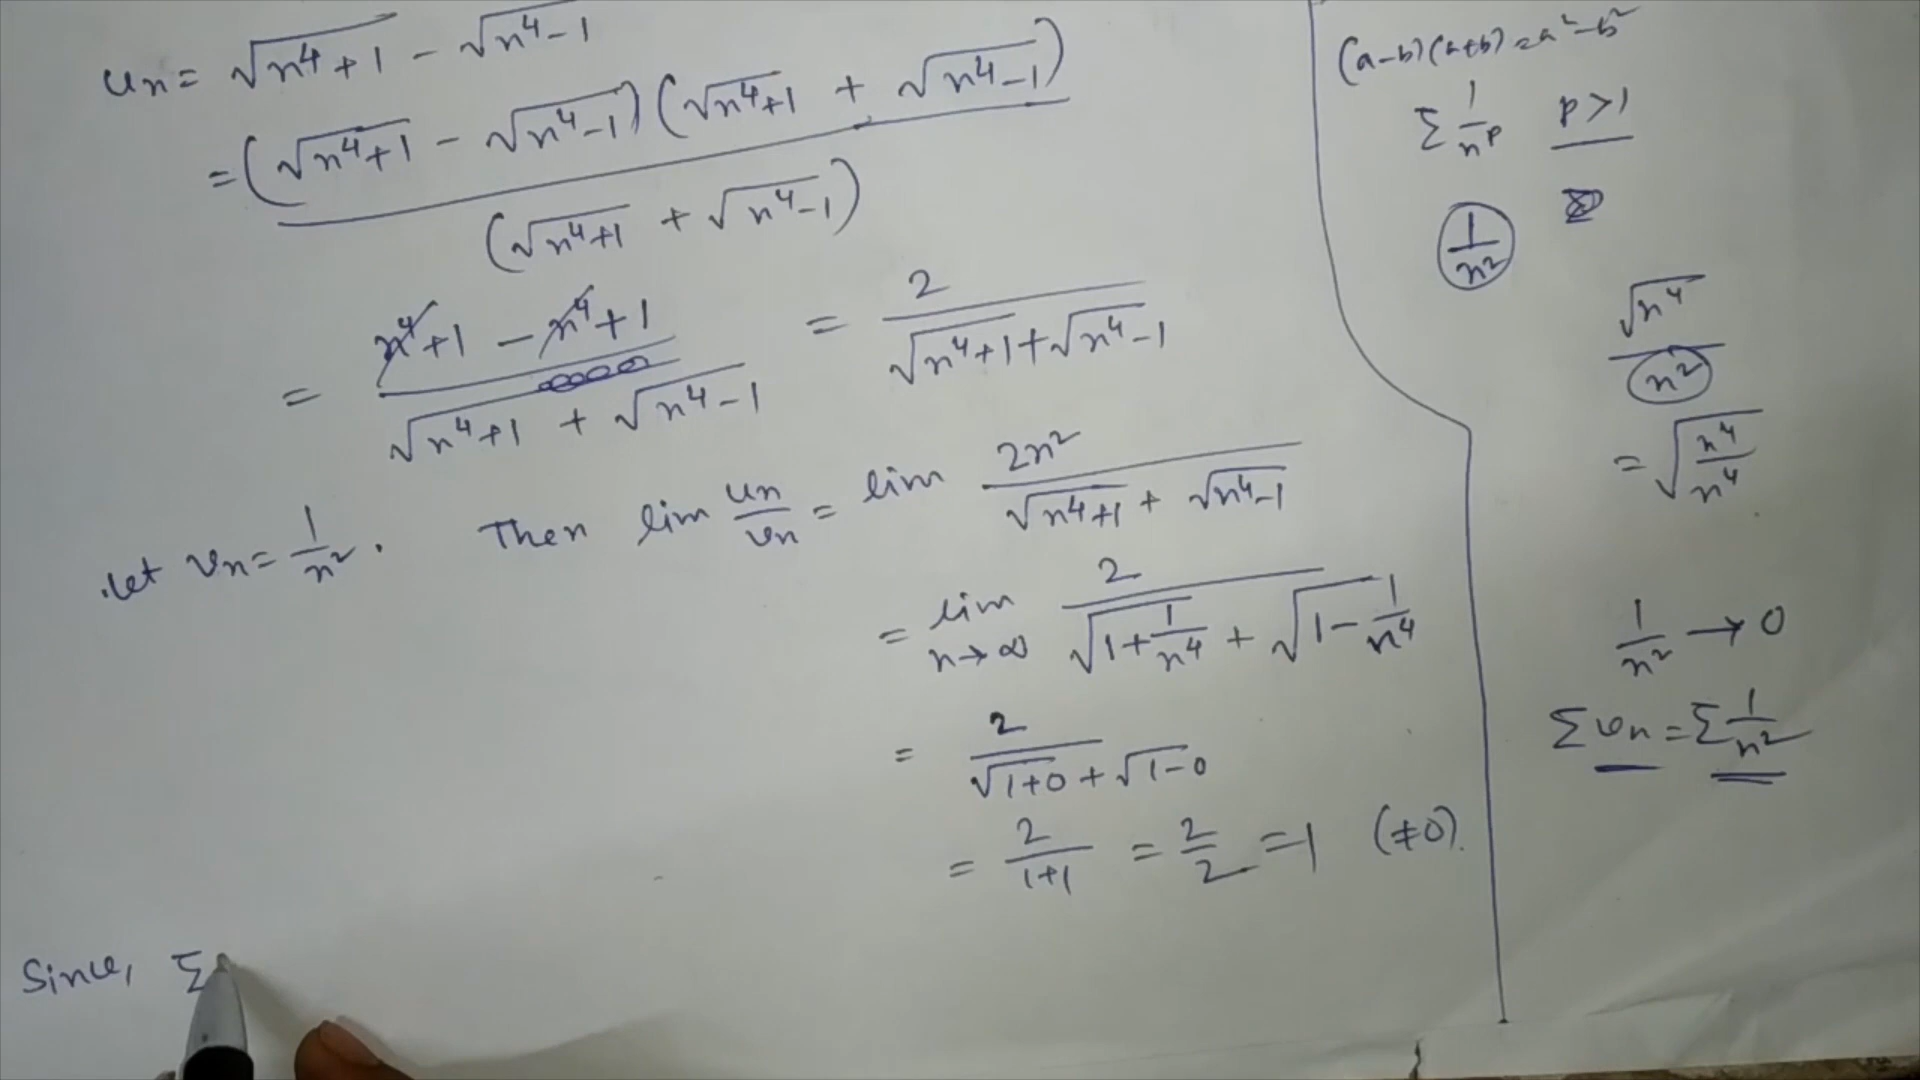 un = √(n⁴+1) - √(n⁴-1)
= (√(n⁴+1) - √(n⁴-1)) (√(n⁴+1) + √(n⁴-1)) / (√(n⁴+1) + √(n⁴-1))
= (n⁴+1 - n⁴+1) / (√(n⁴+1) + √(n⁴-1)) = 2 / (√(n⁴+1) + √(n⁴-1))
Let vn = 1/n². Then lim un/vn = lim 2n² / (√(n⁴+1) + √(n⁴-1))
= lim n→∞ 2 / (√(1+1/n⁴) + √(1-1/n⁴))
= 2 / (√(1+0) + √(1-0))
= 2/(1+1) = 2/2 = 1 (≠0).
Since, Σ
(a-b)(a+b) = a²-b²
Σ 1/nᵖ p>1
1/n²
√n⁴ / n²
= √(n⁴/n⁴)
1/n² → 0
Σvn = Σ 1/n²